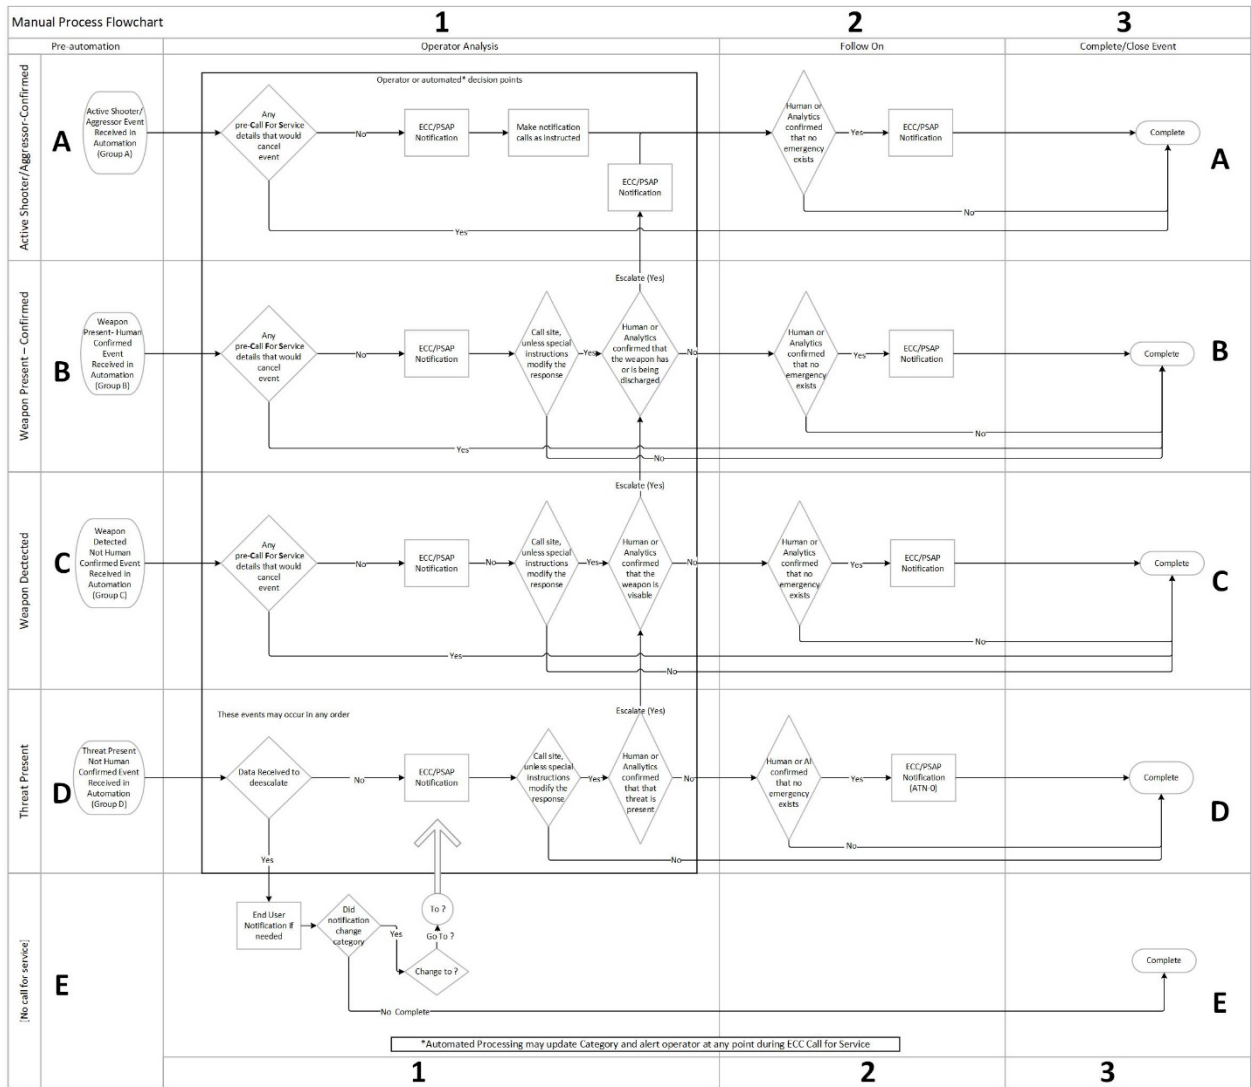 Manual Process Flowchart
1
2
3
Pre-automation
Operator Analysis
Follow On
Complete/Close Event
Active Shooter/Aggressor-Confirmed
A
Active Shooter/
Aggressor Event
Received in
Automation
(Group A)
Operator or automated* decision points
Any
pre-Call For Service
details that would
cancel
event
No
ECC/PSAP
Notification
Make notification
calls as instructed
ECC/PSAP
Notification
Yes
Human or
Analytics
confirmed
that no
emergency
exists
Yes
ECC/PSAP
Notification
No
Complete
A
Weapon Present – Confirmed
B
Weapon
Present- Human
Confirmed
Event
Received in
Automation
(Group B)
Any
pre-Call For Service
details that would
cancel
event
No
ECC/PSAP
Notification
Call site,
unless special
instructions
modify the
response
Yes
Escalate (Yes)
Human or
Analytics
confirmed that
the weapon has
or is being
discharged
No
Yes
No
Human or
Analytics
confirmed
that no
emergency
exists
Yes
ECC/PSAP
Notification
No
Complete
B
Weapon Dectected
C
Weapon
Detected
Not Human
Confirmed Event
Received in
Automation
(Group C)
Any
pre-Call For Service
details that would
cancel
event
No
ECC/PSAP
Notification
No
Call site,
unless special
instructions
modify the
response
Yes
Escalate (Yes)
Human or
Analytics
confirmed
that the
weapon is
visable
No
Yes
No
Human or
Analytics
confirmed
that no
emergency
exists
Yes
ECC/PSAP
Notification
No
Complete
C
Threat Present
D
Threat Present
Not Human
Confirmed Event
Received in
Automation
(Group D)
These events may occur in any order
Data Received to
deescalate
No
ECC/PSAP
Notification
Call site,
unless special
instructions
modify the
response
Yes
Escalate (Yes)
Human or
Analytics
confirmed
that that
threat is
present
No
Yes
No
Human or AI
confirmed
that no
emergency
exists
Yes
ECC/PSAP
Notification
(ATN-0)
No
Complete
D
[No call for service]
E
End User
Notification If
needed
Did
notification
change
category
Yes
To ?
Go To ?
Change to ?
No Complete
Complete
E
*Automated Processing may update Category and alert operator at any point during ECC Call for Service
1
2
3